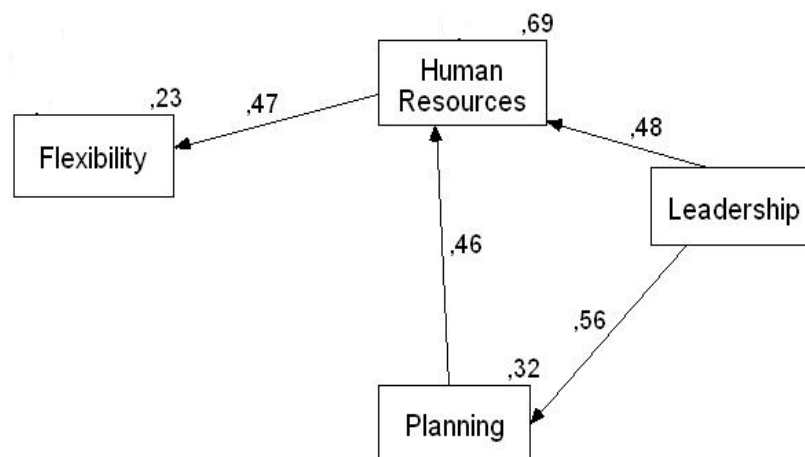 ,69
Human
Resources
,23
,47
Flexibility
,48
Leadership
,46
,56
,32
Planning